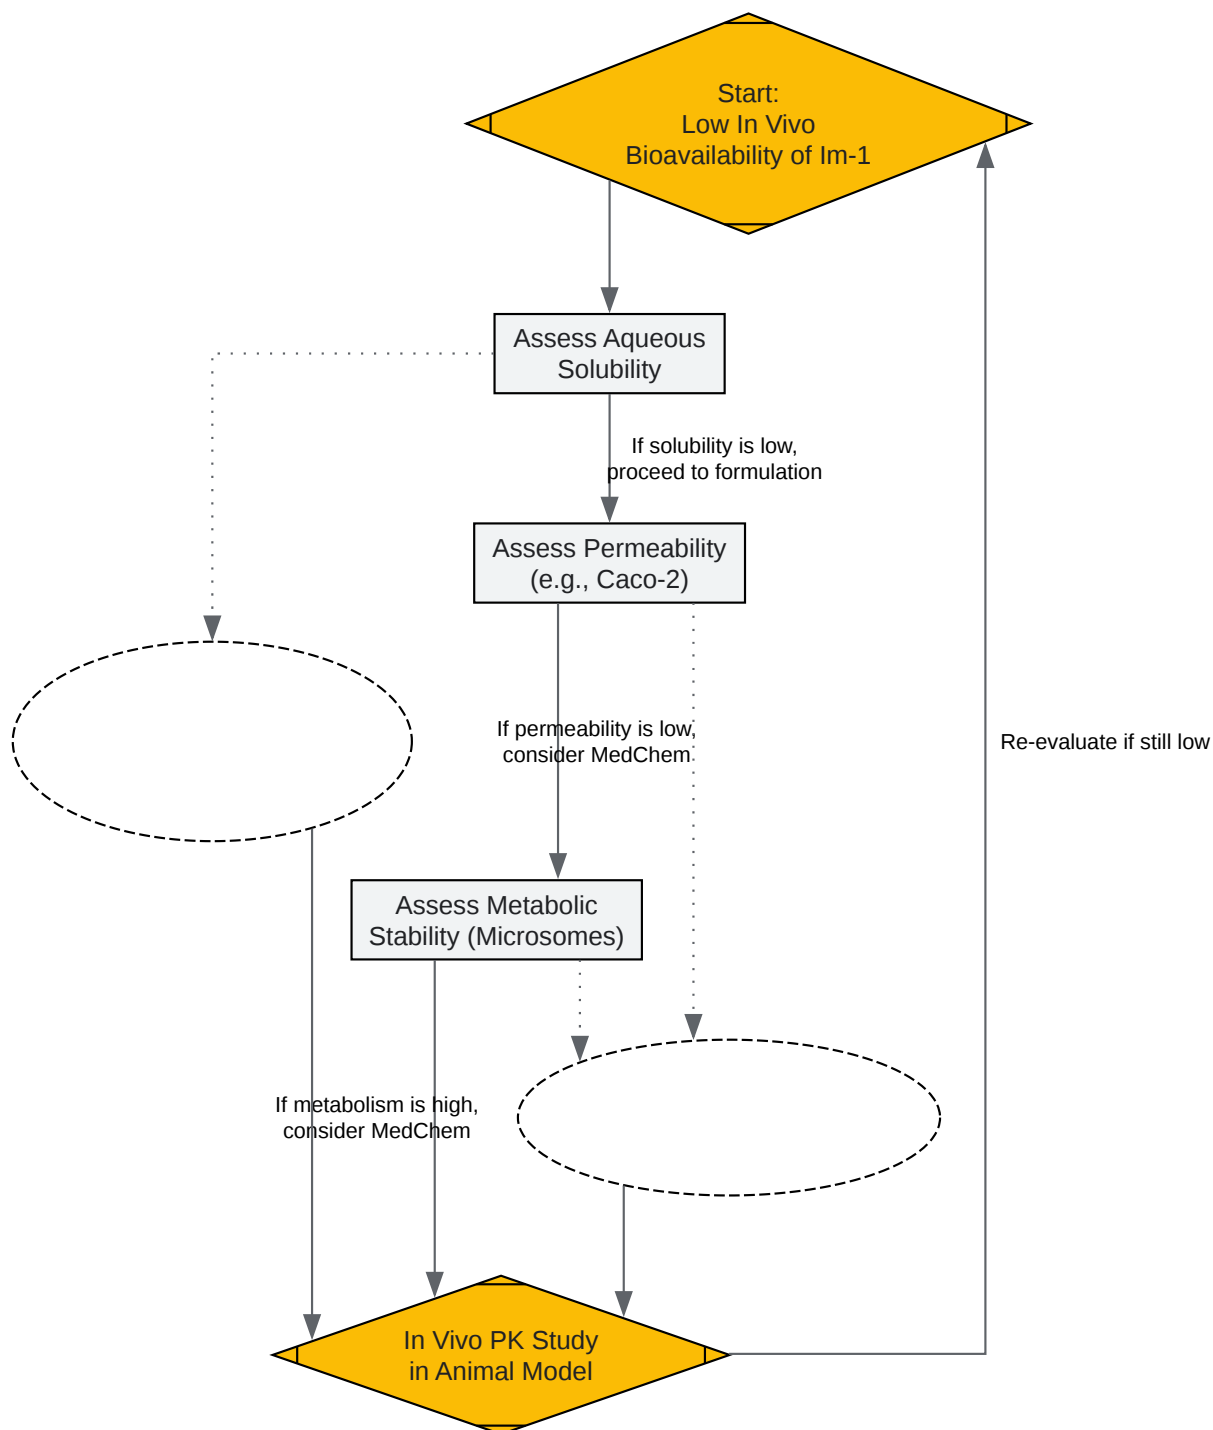 Start:
Low In Vivo
Bioavailability of Im-1
Assess Aqueous
Solubility
If solubility is low,
proceed to formulation
Assess Permeability
(e.g., Caco-2)
If permeability is low,
consider MedChem
Re-evaluate if still low
Assess Metabolic
Stability (Microsomes)
If metabolism is high,
consider MedChem
In Vivo PK Study
in Animal Model